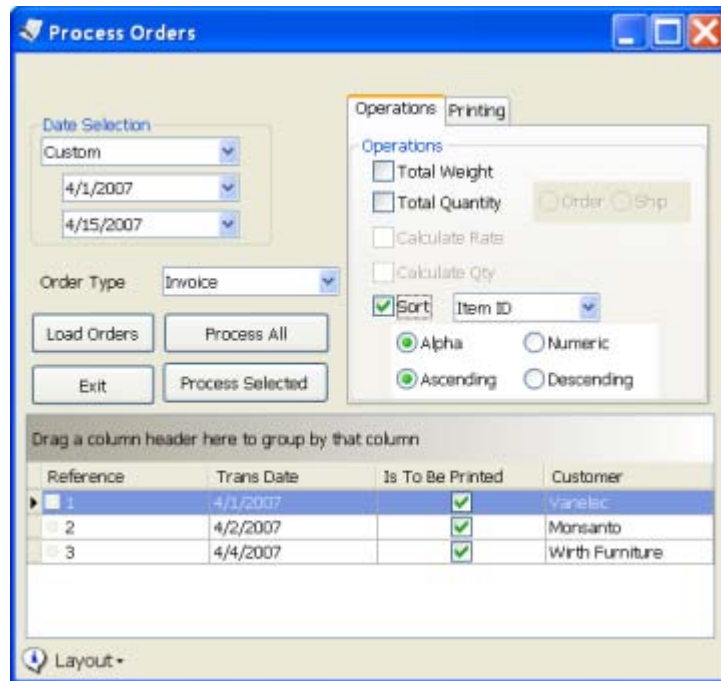 Process Orders
Date Selection
Custom
4/1/2007
4/15/2007
Order Type Invoice
Load Orders Process All
Exit Process Selected
Operations Printing
Operations
Total Weight
Total Quantity Order Ship
Calculate Rate
Calculate Qty
Sort Item ID
Alpha Numeric
Ascending Descending
Drag a column header here to group by that column
Reference Trans Date Is To Be Printed Customer
1 4/1/2007 Vanelec
2 4/2/2007 Monsanto
3 4/4/2007 Wirth Furniture
Layout